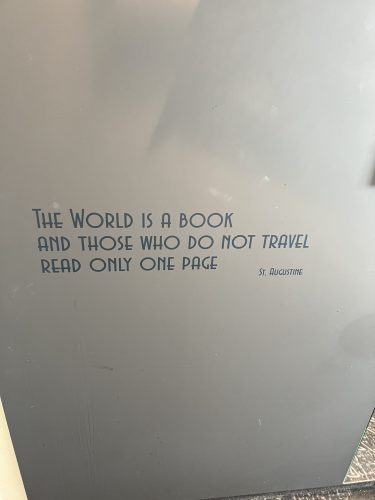 The World is a book
and those who do not travel
read only one page
St. Augustine